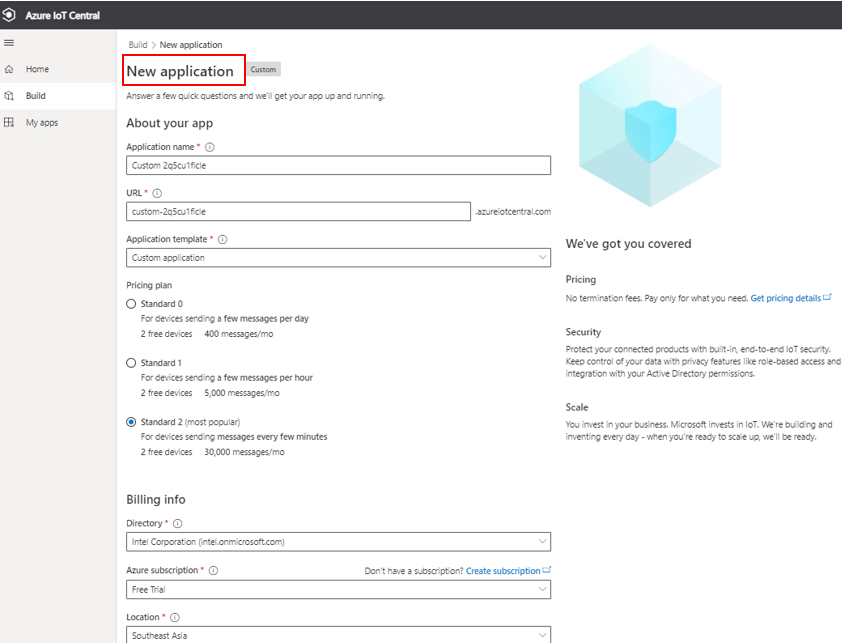 Azure IoT Central
Build > New application
Home
Build
My apps
New application
Custom
Answer a few quick questions and we'll get your app up and running.
About your app
Application name *
Custom 2q5cu1ficle
URL *
custom-2q5cu1ficle
.azureiotcentral.com
Application template *
Custom application
Pricing plan
Standard 0
For devices sending a few messages per day
2 free devices 400 messages/mo
Standard 1
For devices sending a few messages per hour
2 free devices 5,000 messages/mo
Standard 2 (most popular)
For devices sending messages every few minutes
2 free devices 30,000 messages/mo
Billing info
Directory *
Intel Corporation (intel.onmicrosoft.com)
Azure subscription *
Don't have a subscription? Create subscription
Free Trial
Location *
Southeast Asia
We've got you covered
Pricing
No termination fees. Pay only for what you need. Get pricing details
Security
Protect your connected products with built-in, end-to-end IoT security.
Keep control of your data with privacy features like role-based access and
integration with your Active Directory permissions.
Scale
You invest in your business. Microsoft invests in IoT. We're building and
inventing every day - when you're ready to scale up, we'll be ready.